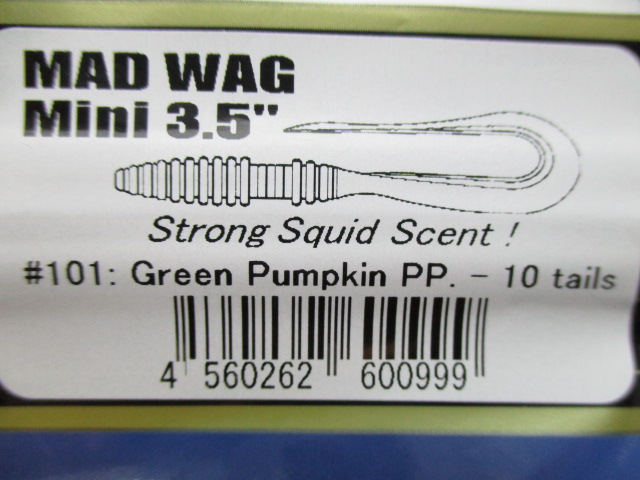 MAD WAG
Mini 3.5"
Strong Squid Scent !
#101: Green Pumpkin PP. - 10 tails
4 560262 600999